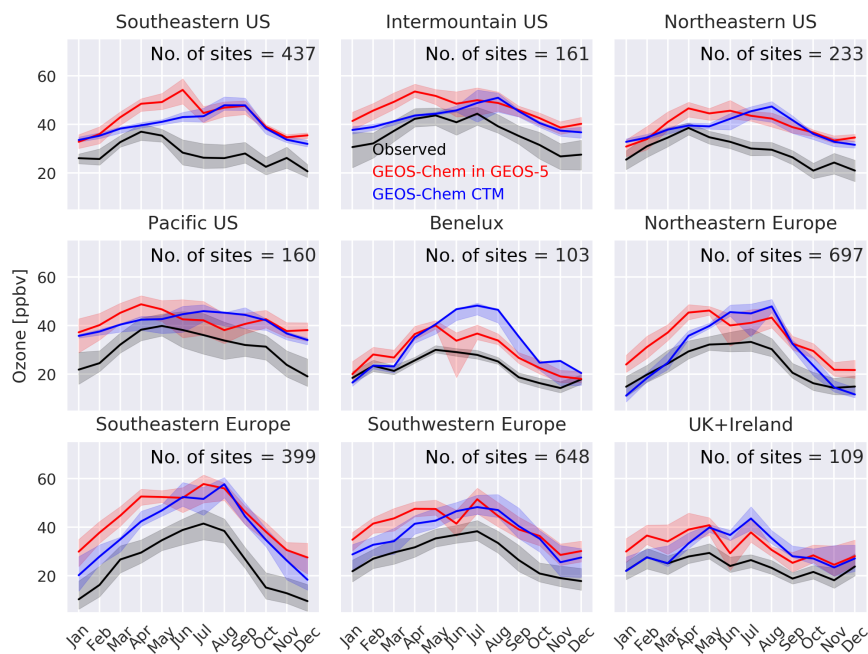 Southeastern US
Intermountain US
Northeastern US
No. of sites = 437
No. of sites = 161
No. of sites = 233
60
40
20
Observed
GEOS-Chem in GEOS-5
GEOS-Chem CTM
Pacific US
Benelux
Northeastern Europe
No. of sites = 160
No. of sites = 103
No. of sites = 697
60
40
20
Ozone [ppbv]
Southeastern Europe
Southwestern Europe
UK+Ireland
No. of sites = 399
No. of sites = 648
No. of sites = 109
60
40
20
Jan Feb Mar Apr May Jun Jul Aug Sep Oct Nov Dec
Jan Feb Mar Apr May Jun Jul Aug Sep Oct Nov Dec
Jan Feb Mar Apr May Jun Jul Aug Sep Oct Nov Dec